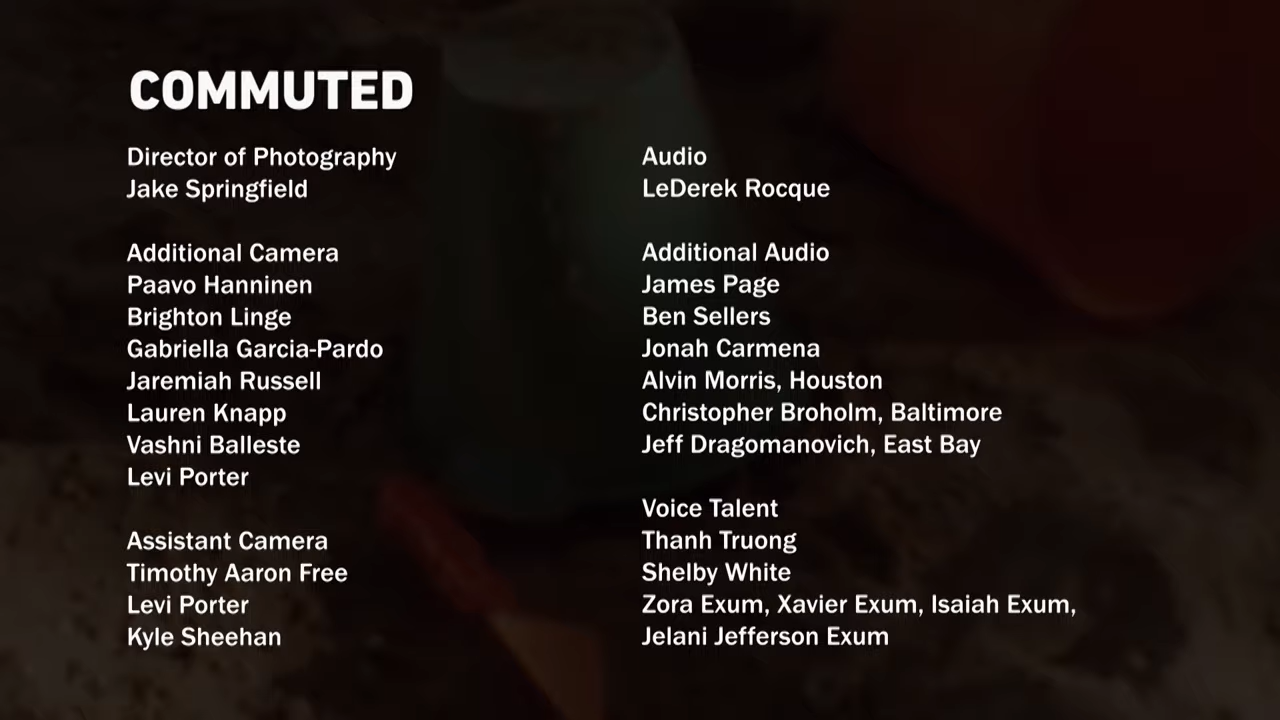 COMMUTED
Director of Photography
Jake Springfield
Additional Camera
Paavo Hanninen
Brighton Linge
Gabriella Garcia-Pardo
Jaremiah Russell
Lauren Knapp
Vashni Balleste
Levi Porter
Assistant Camera
Timothy Aaron Free
Levi Porter
Kyle Sheehan
Audio
LeDerek Rocque
Additional Audio
James Page
Ben Sellers
Jonah Carmena
Alvin Morris, Houston
Christopher Broholm, Baltimore
Jeff Dragomanovich, East Bay
Voice Talent
Thanh Truong
Shelby White
Zora Exum, Xavier Exum, Isaiah Exum,
Jelani Jefferson Exum